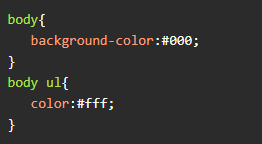 body{
   background-color:#000;
}
body ul{
   color:#fff;
}